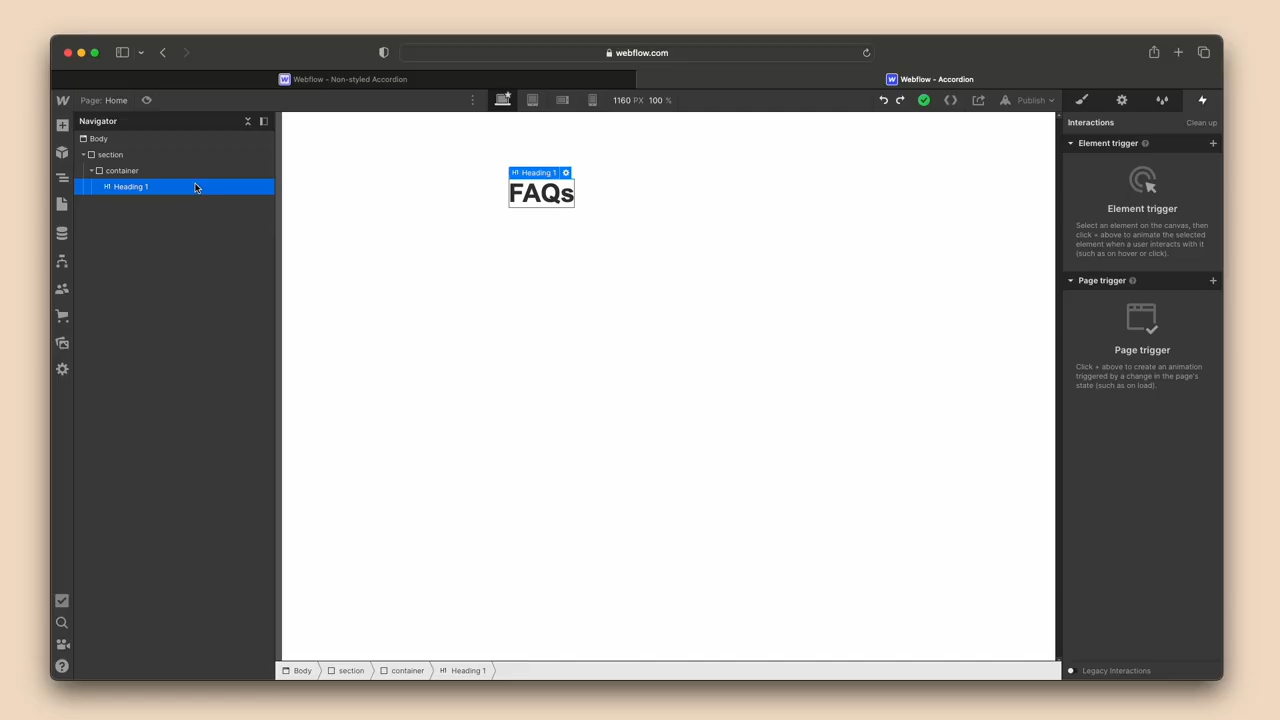 webflow.com
Webflow - Non-styled Accordion
Webflow - Accordion
Page: Home
1160 PX 100 %
Publish
Navigator
Interactions
Clean up
Body
section
container
H1 Heading 1
H1 Heading 1
FAQs
Element trigger
Element trigger
Select an element on the canvas, then
click + above to animate the selected
element when a user interacts with it
(such as on hover or click).
Page trigger
Page trigger
Click + above to create an animation
triggered by a change in the page's
state (such as on load).
Body
section
container
H1 Heading 1
Legacy Interactions